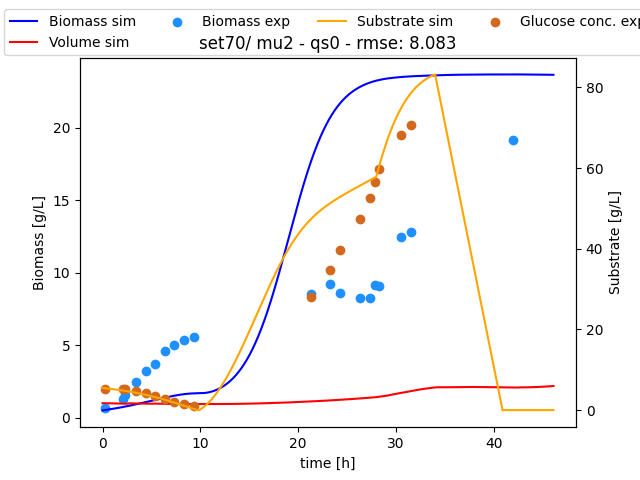 Biomass sim Biomass exp Substrate sim Glucose conc. exp
Volume sim
set70/ mu2 - qs0 - rmse: 8.083
Biomass [g/L]
0 5 10 15 20
Substrate [g/L]
0 20 40 60 80
0 10 20 30 40
time [h]